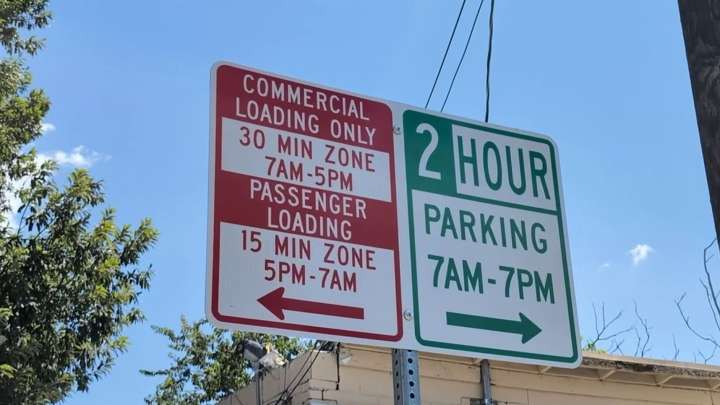 COMMERCIAL
LOADING ONLY
30 MIN ZONE
7AM-5PM
PASSENGER
LOADING
15 MIN ZONE
5PM-7AM
2 HOUR
PARKING
7AM-7PM